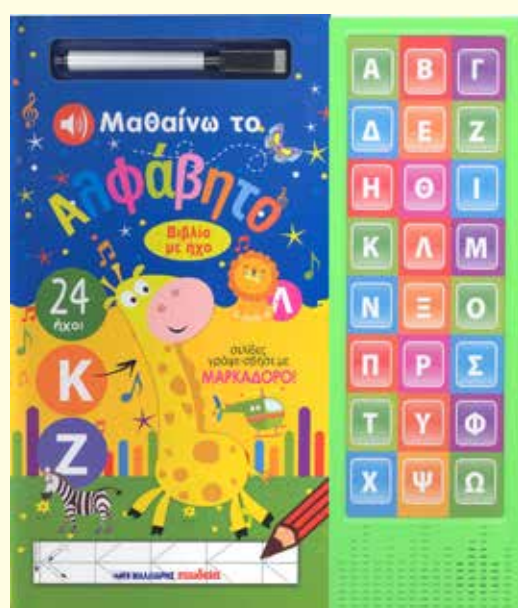 Μαθαίνω το
Αλφάβητο
Βιβλίο
με ήχο
24
ήχοι
Λ
Κ
Ζ
σελίδες
γράψε-σβήσε με
ΜΑΡΚΑΔΟΡΟ!
Α Β Γ
Δ Ε Ζ
Η Θ Ι
Κ Λ Μ
Ν Ξ Ο
Π Ρ Σ
Τ Υ Φ
Χ Ψ Ω